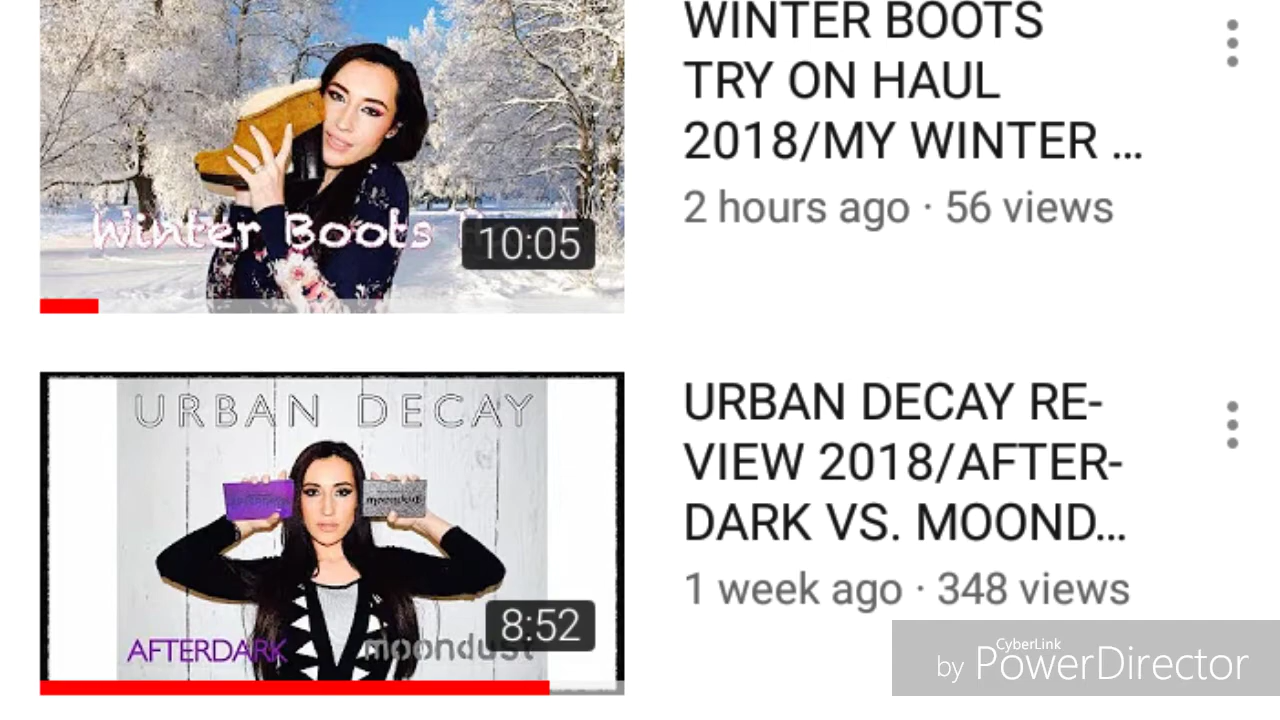 WINTER BOOTS
TRY ON HAUL
2018/MY WINTER ...
2 hours ago · 56 views
Winter Boots
10:05
URBAN DECAY
AFTERDARK
moondust
8:52
URBAN DECAY RE-
VIEW 2018/AFTER-
DARK VS. MOOND...
1 week ago · 348 views
CyberLink
by PowerDirector